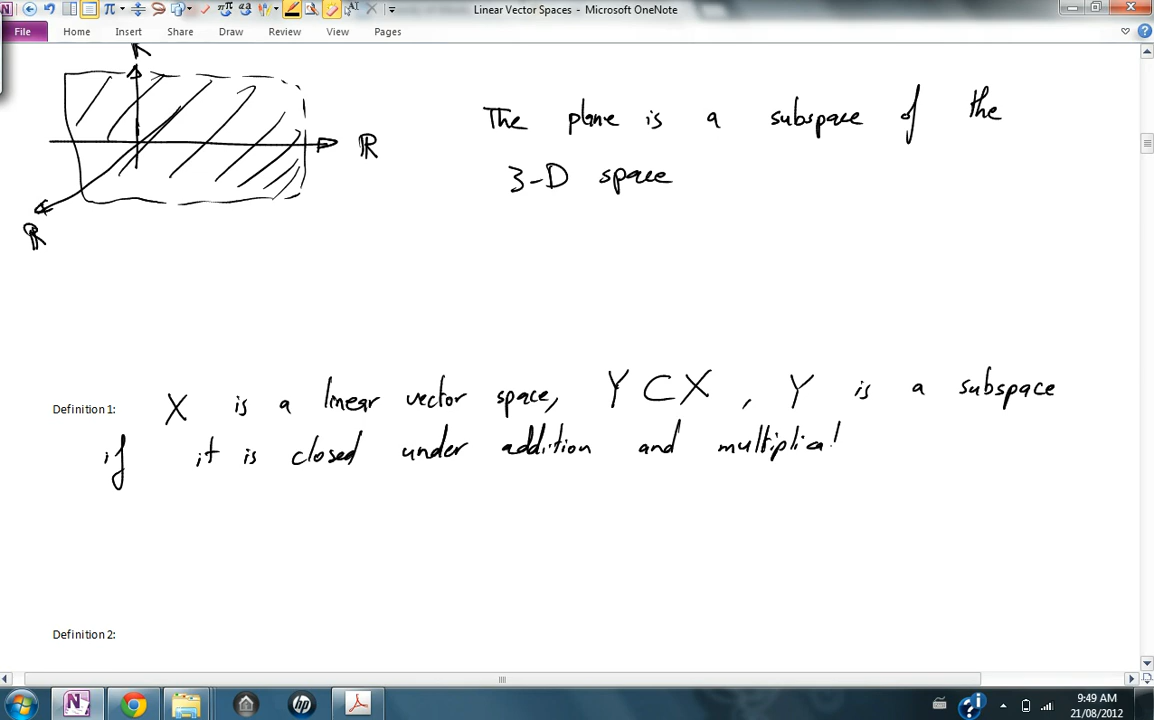 Linear Vector Spaces - Microsoft OneNote
File Home Insert Share Draw Review View Pages
The plane is a subspace of the
ℝ
3-D space
ℝ
Definition 1: X is a linear vector space, Y ⊂ X, Y is a subspace
if it is closed under addition and multiplica
Definition 2:
9:49 AM
21/08/2012